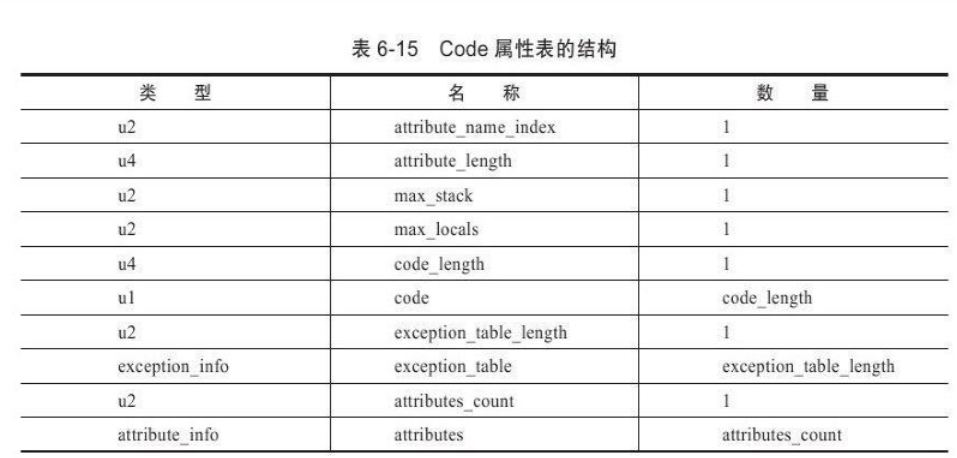 表 6-15 Code 属性表的结构
类 型 名 称 数 量
u2 attribute_name_index 1
u4 attribute_length 1
u2 max_stack 1
u2 max_locals 1
u4 code_length 1
u1 code code_length
u2 exception_table_length 1
exception_info exception_table exception_table_length
u2 attributes_count 1
attribute_info attributes attributes_count